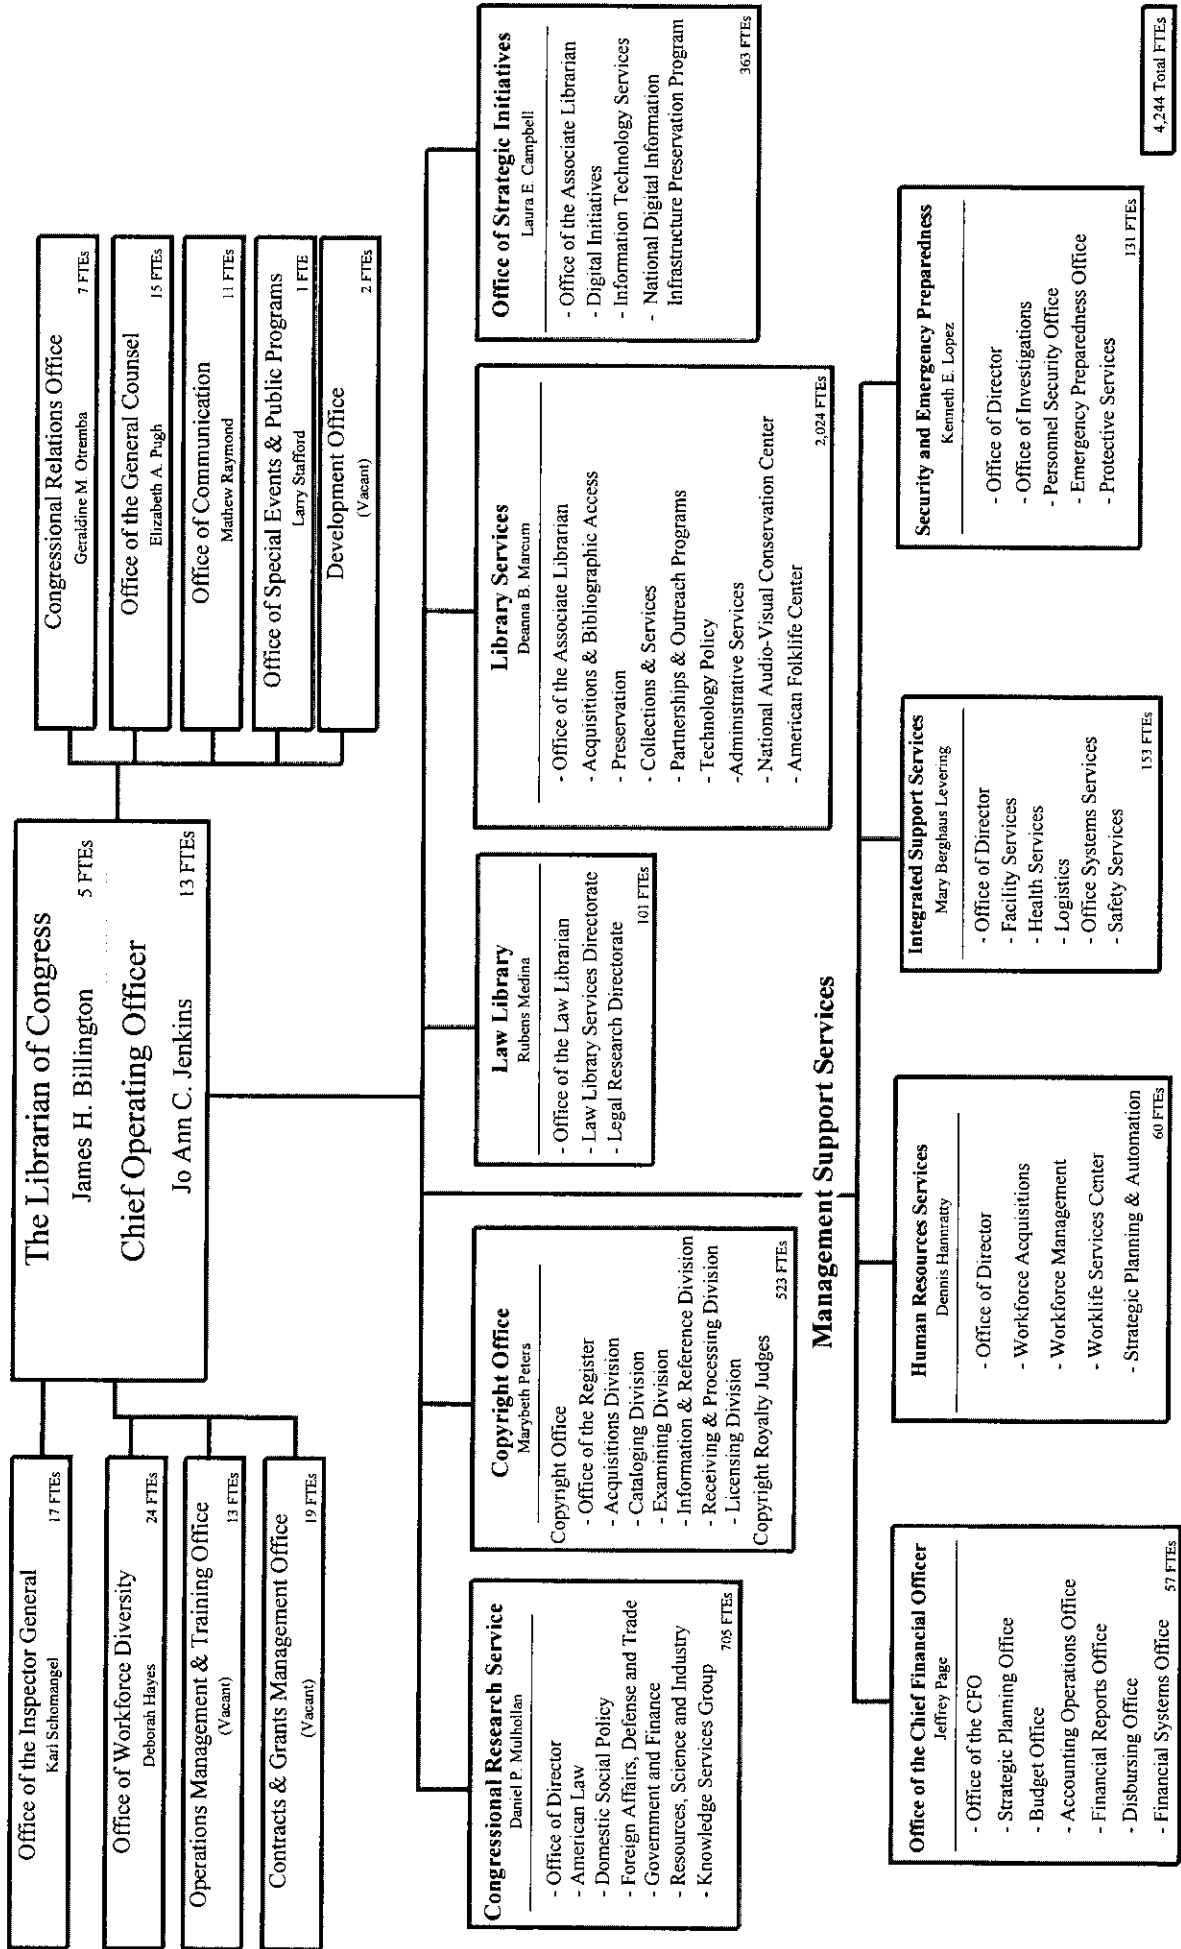 The Librarian of Congress
James H. Billington 5 FTEs
Chief Operating Officer
Jo Ann C. Jenkins 13 FTEs
Office of the Inspector General
Karl Schornangel 17 FTEs
Office of Workforce Diversity
Deborah Hayes 24 FTEs
Operations Management & Training Office
(Vacant) 13 FTEs
Contracts & Grants Management Office
(Vacant) 19 FTEs
Congressional Relations Office
Geraldine M. Otremba 7 FTEs
Office of the General Counsel
Elizabeth A. Pugh 15 FTEs
Office of Communication
Mathew Raymond 11 FTEs
Office of Special Events & Public Programs
Larry Stafford 1 FTE
Development Office
(Vacant) 2 FTEs
Congressional Research Service
Daniel P. Mulhollan
- Office of Director
- American Law
- Domestic Social Policy
- Foreign Affairs, Defense and Trade
- Government and Finance
- Resources, Science and Industry
- Knowledge Services Group
705 FTEs
Copyright Office
Marybeth Peters
Copyright Office
- Office of the Register
- Acquisitions Division
- Cataloging Division
- Examining Division
- Information & Reference Division
- Receiving & Processing Division
- Licensing Division
Copyright Royalty Judges
523 FTEs
Law Library
Rubens Medina
- Office of the Law Librarian
- Law Library Services Directorate
- Legal Research Directorate
101 FTEs
Library Services
Deanna B. Marcum
- Office of the Associate Librarian
- Acquisitions & Bibliographic Access
- Preservation
- Collections & Services
- Partnerships & Outreach Programs
- Technology Policy
-Administrative Services
- National Audio-Visual Conservation Center
- American Folklife Center
2,024 FTEs
Office of Strategic Initiatives
Laura E. Campbell
- Office of the Associate Librarian
- Digital Initiatives
- Information Technology Services
- National Digital Information
Infrastructure Preservation Program
363 FTEs
Management Support Services
Office of the Chief Financial Officer
Jeffrey Page
- Office of the CFO
- Strategic Planning Office
- Budget Office
- Accounting Operations Office
- Financial Reports Office
- Disbursing Office
- Financial Systems Office
57 FTEs
Human Resources Services
Dennis Hanratty
- Office of Director
- Workforce Acquisitions
- Workforce Management
- Worklife Services Center
- Strategic Planning & Automation
60 FTEs
Integrated Support Services
Mary Berghaus Levering
- Office of Director
- Facility Services
- Health Services
- Logistics
- Office Systems Services
- Safety Services
153 FTEs
Security and Emergency Preparedness
Kenneth E. Lopez
- Office of Director
- Office of Investigations
- Personnel Security Office
- Emergency Preparedness Office
- Protective Services
131 FTEs
4,244 Total FTEs